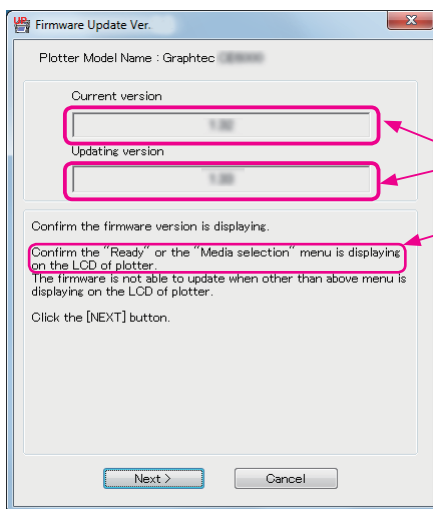 Firmware Update Ver.
Plotter Model Name : Graphtec
Current version
Updating version
Confirm the firmware version is displaying.
Confirm the "Ready" or the "Media selection" menu is displaying
on the LCD of plotter.
The firmware is not able to update when other than above menu is
displaying on the LCD of plotter.
Click the [NEXT] button.
Next >
Cancel